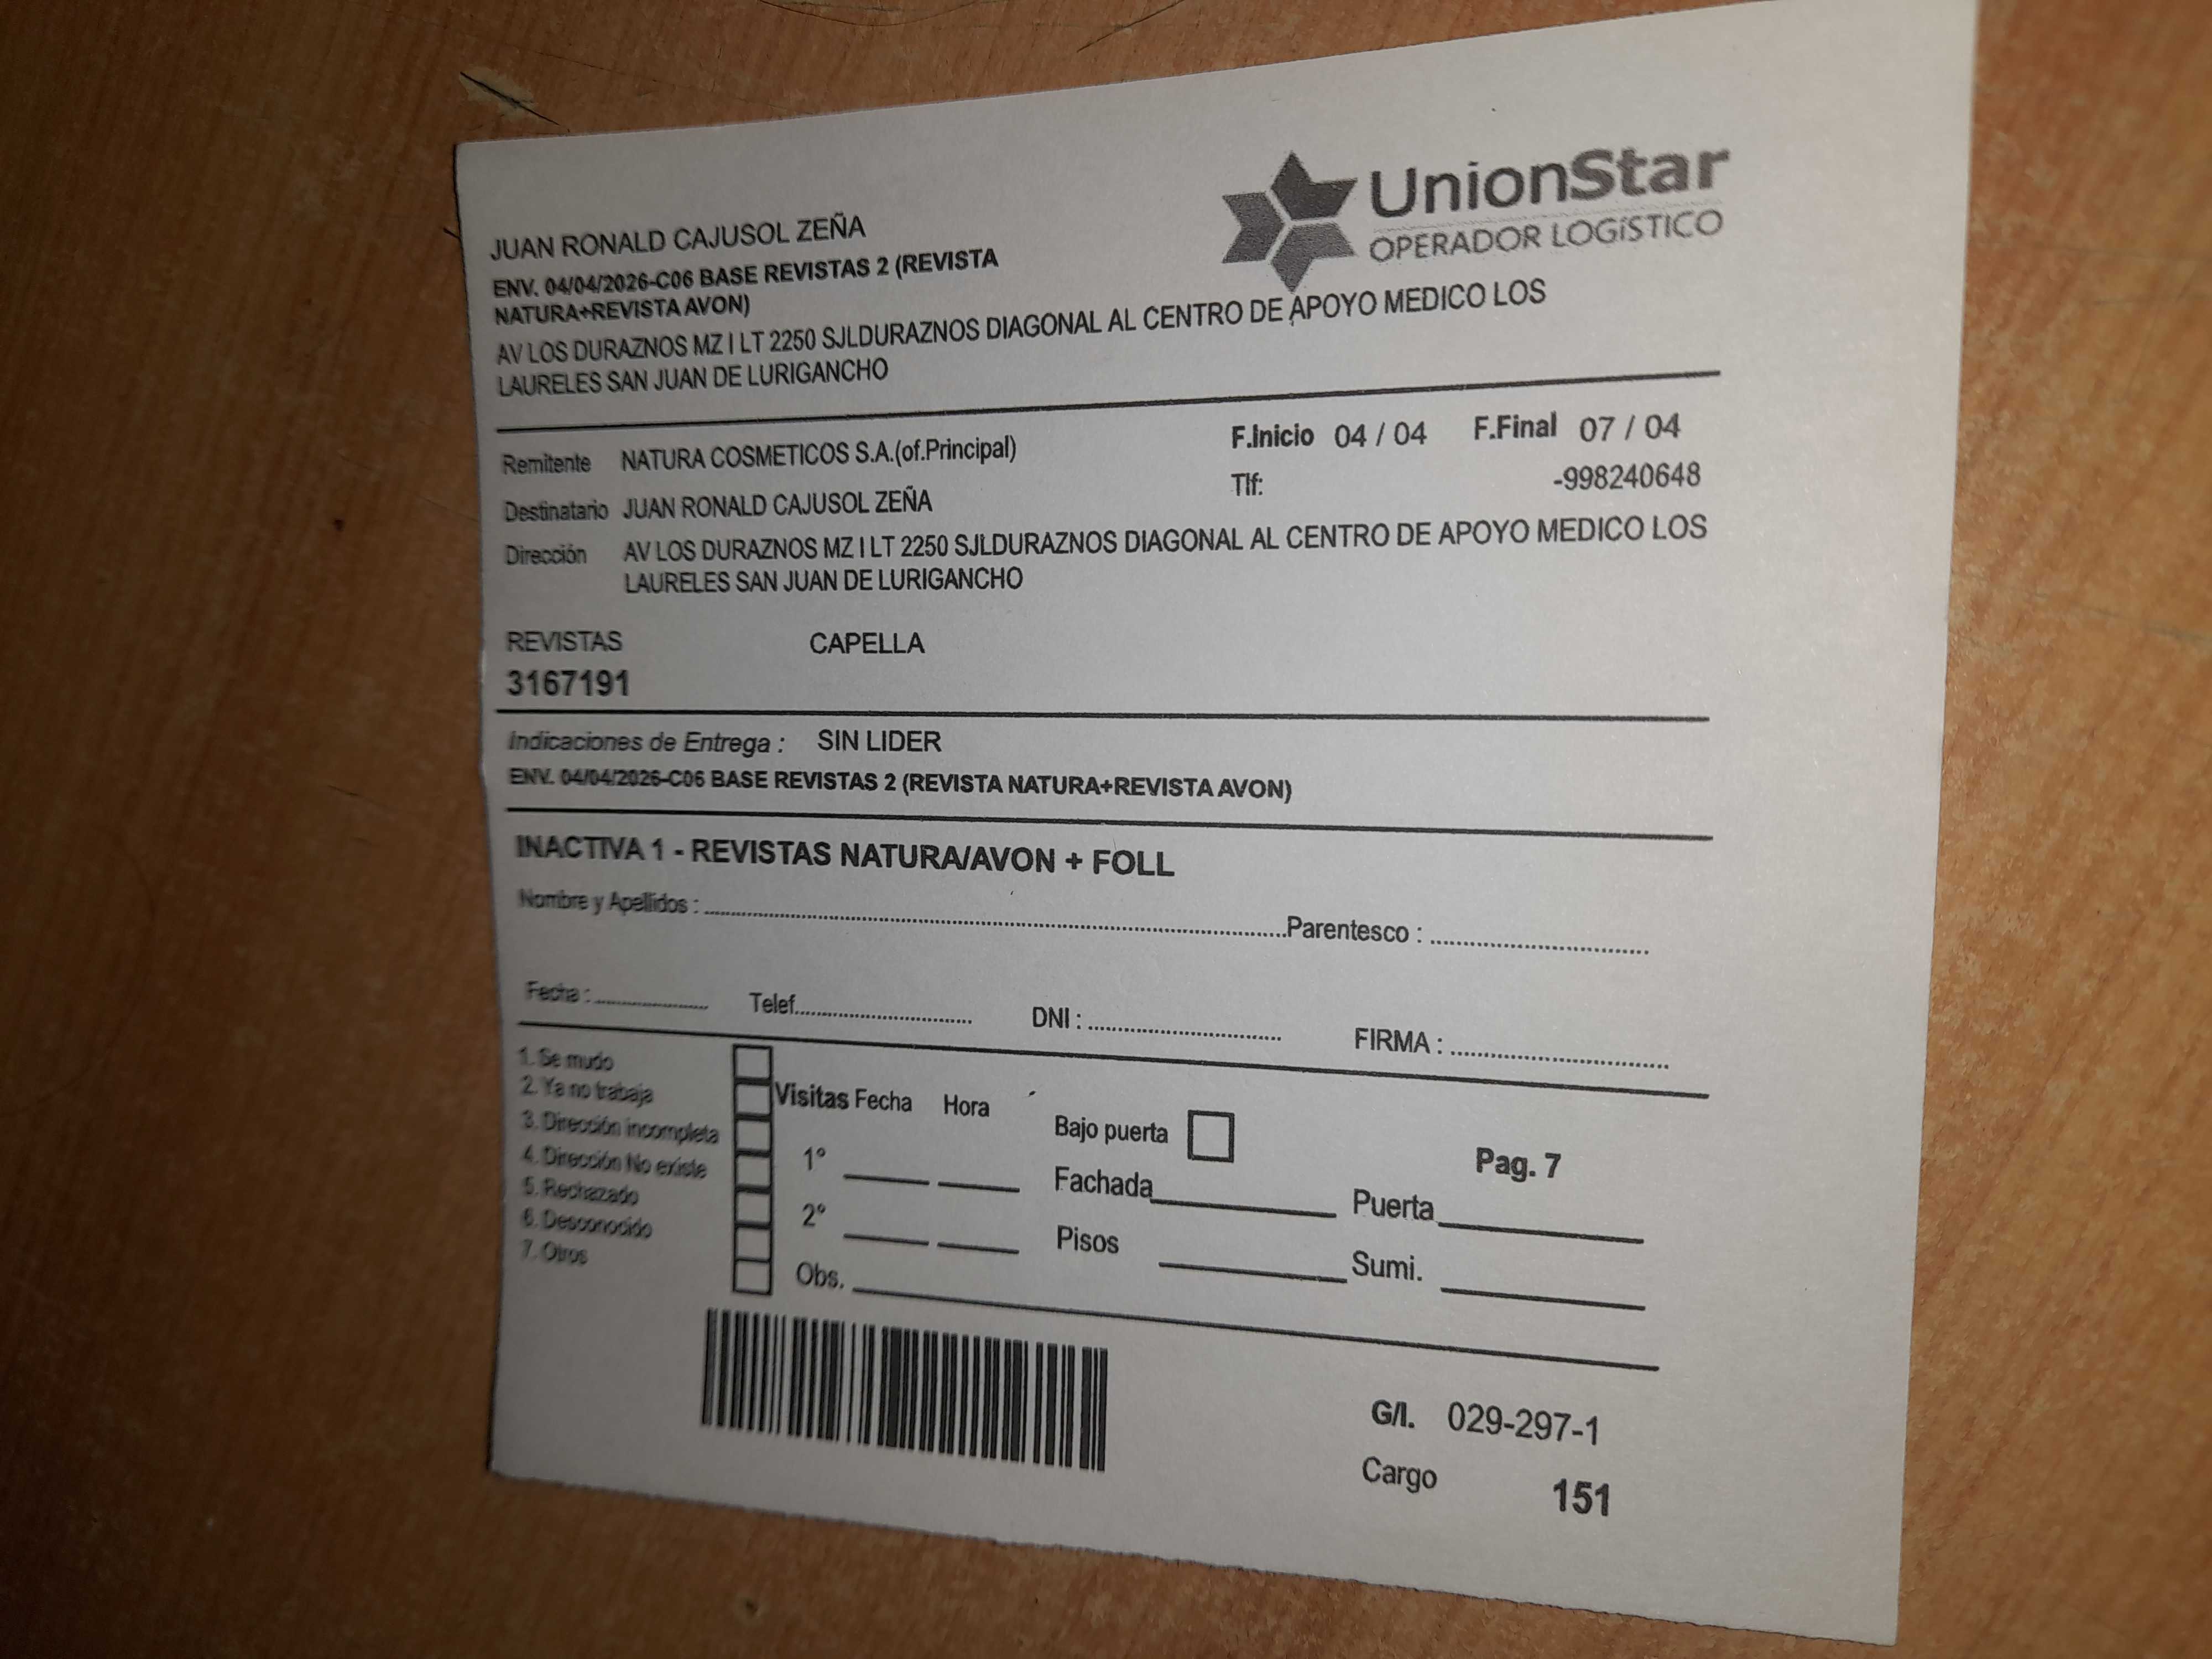 UnionStar
OPERADOR LOGíSTICO
JUAN RONALD CAJUSOL ZEÑA
ENV. 04/04/2026-C06 BASE REVISTAS 2 (REVISTA
NATURA+REVISTA AVON)
AV LOS DURAZNOS MZ I LT 2250 SJLDURAZNOS DIAGONAL AL CENTRO DE APOYO MEDICO LOS
LAURELES SAN JUAN DE LURIGANCHO
Remitente NATURA COSMETICOS S.A.(of.Principal) F.Inicio 04 / 04 F.Final 07 / 04
Tlf: -998240648
Destinatario JUAN RONALD CAJUSOL ZEÑA
Dirección AV LOS DURAZNOS MZ I LT 2250 SJLDURAZNOS DIAGONAL AL CENTRO DE APOYO MEDICO LOS
LAURELES SAN JUAN DE LURIGANCHO
REVISTAS CAPELLA
3167191
Indicaciones de Entrega : SIN LIDER
ENV. 04/04/2026-C06 BASE REVISTAS 2 (REVISTA NATURA+REVISTA AVON)
INACTIVA 1 - REVISTAS NATURA/AVON + FOLL
Nombre y Apellidos : Parentesco :
Fecha : Telef. DNI : FIRMA :
1. Se mudo
2. Ya no trabaja
3. Dirección incompleta
4. Dirección No existe
5. Rechazado
6. Desconocido
7. Otros
Visitas Fecha Hora
1°
2°
Obs.
Bajo puerta
Fachada Puerta
Pisos Sumi.
Pag. 7
G/I. 029-297-1
Cargo 151